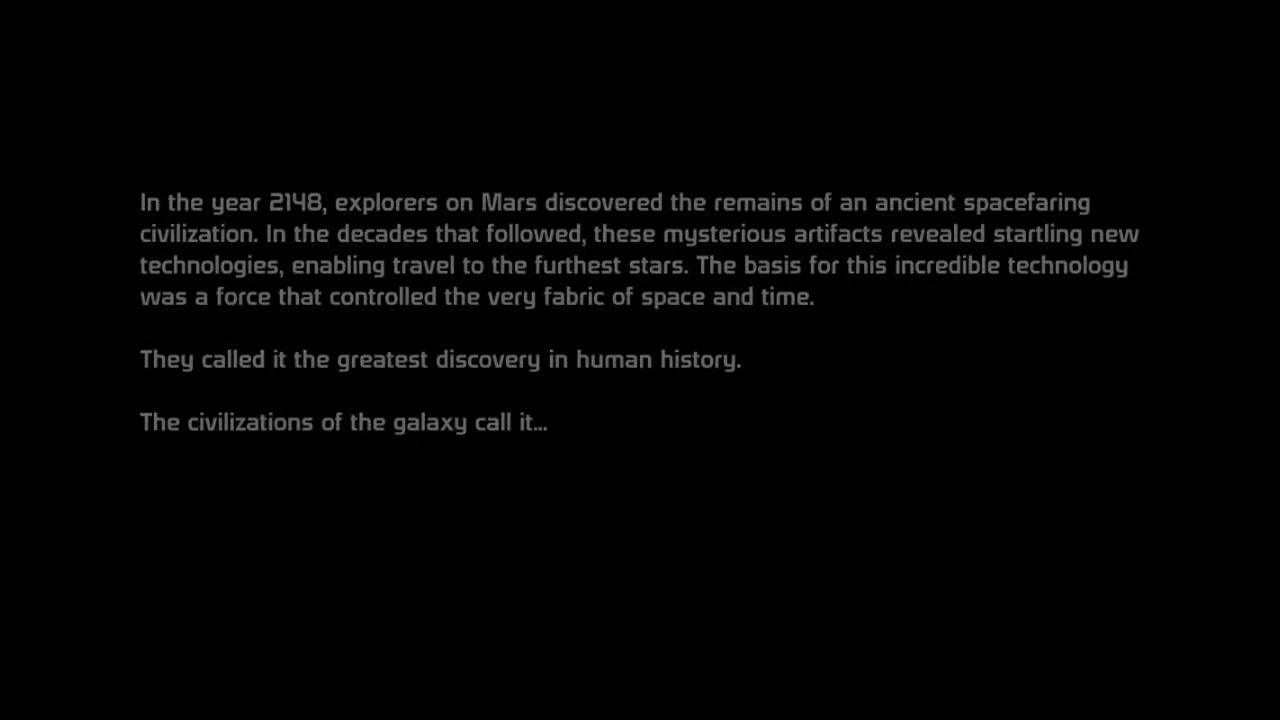 In the year 2148, explorers on Mars discovered the remains of an ancient spacefaring
civilization. In the decades that followed, these mysterious artifacts revealed startling new
technologies, enabling travel to the furthest stars. The basis for this incredible technology
was a force that controlled the very fabric of space and time.
They called it the greatest discovery in human history.
The civilizations of the galaxy call it...